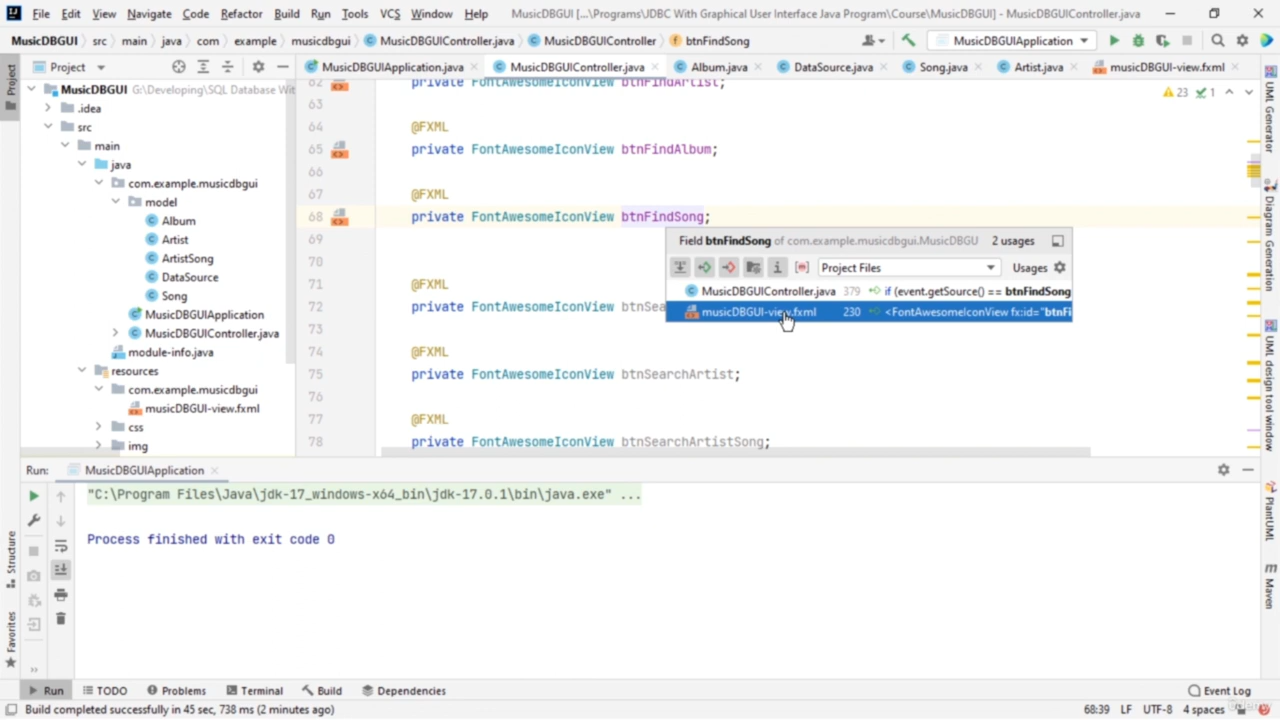 File Edit View Navigate Code Refactor Build Run Tools VCS Window Help MusicDBGUI [...\Programs\JDBC With Graphical User Interface Java Program\Course\MusicDBGUI] - MusicDBGUIController.java
MusicDBGUI src main java com example musicdbgui MusicDBGUIController.java MusicDBGUIController btnFindSong MusicDBGUIApplication
Project MusicDBGUIApplication.java MusicDBGUIController.java Album.java DataSource.java Song.java Artist.java musicDBGUI-view.fxml
Project
MusicDBGUI G:\Developing\SQL Database Wit
.idea
src
main
java
com.example.musicdbgui
model
Album
Artist
ArtistSong
DataSource
Song
MusicDBGUIApplication
MusicDBGUIController.java
module-info.java
resources
com.example.musicdbgui
musicDBGUI-view.fxml
css
img
62 private FontAwesomeIconView btnFindArtist;
63
64 @FXML
65 private FontAwesomeIconView btnFindAlbum;
66
67 @FXML
68 private FontAwesomeIconView btnFindSong;
69
70
71 @FXML
72 private FontAwesomeIconView btnSea
73
74 @FXML
75 private FontAwesomeIconView btnSearchArtist;
76
77 @FXML
78 private FontAwesomeIconView btnSearchArtistSong;
23 1
Field btnFindSong of com.example.musicdbgui.MusicDBGU 2 usages
Project Files Usages
MusicDBGUIController.java 379 if (event.getSource() == btnFindSong
musicDBGUI-view.fxml 230 <FontAwesomeIconView fx:id="btnFi
UML Generator
Diagram Generation
UML design tool window
PlantUML
Maven
Run: MusicDBGUIApplication
"C:\Program Files\Java\jdk-17_windows-x64_bin\jdk-17.0.1\bin\java.exe" ...
Process finished with exit code 0
Structure
Favorites
Run TODO Problems Terminal Build Dependencies Event Log
Build completed successfully in 45 sec, 738 ms (2 minutes ago) 68:39 LF UTF-8 4 spaces